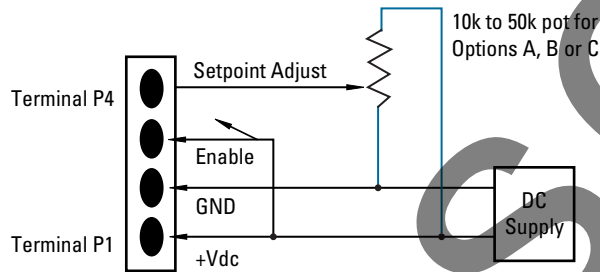 10k to 50k pot for
Options A, B or C
Setpoint Adjust
Terminal P4
Enable
GND
DC
Supply
Terminal P1
+Vdc